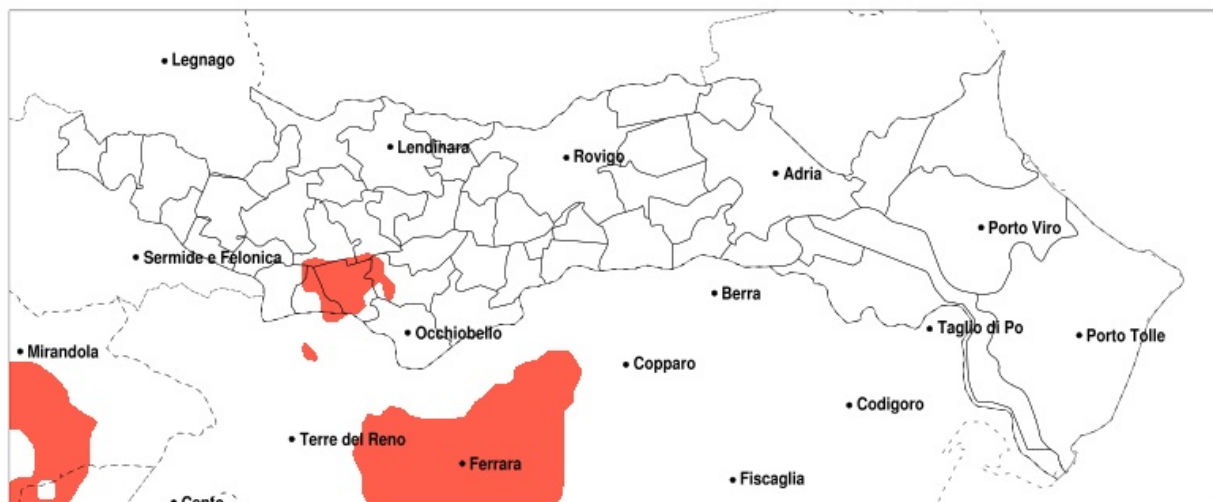 Legnago
Lendinara
Rovigo
Adria
Porto Viro
Sermide e Felonica
Berra
Occhiobello
Taglio di Po
Porto Tolle
Mirandola
Copparo
Codigoro
Terre del Reno
Ferrara
Fiscaglia
Cento